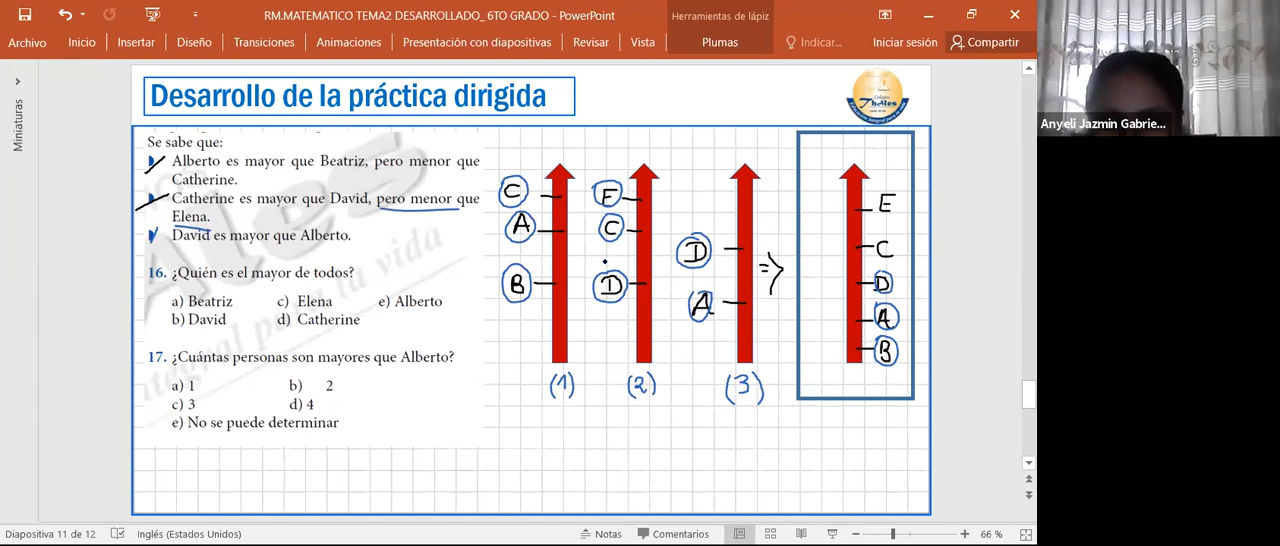 RM.MATEMATICO TEMA2 DESARROLLADO_ 6TO GRADO - PowerPoint
Herramientas de lápiz
Archivo Inicio Insertar Diseño Transiciones Animaciones Presentación con diapositivas Revisar Vista Plumas Indicar... Iniciar sesión Compartir
Miniaturas
Desarrollo de la práctica dirigida
Colegio
Thales
Se sabe que:
Alberto es mayor que Beatriz, pero menor que
Catherine.
Catherine es mayor que David, pero menor que
Elena.
David es mayor que Alberto.
16. ¿Quién es el mayor de todos?
a) Beatriz c) Elena e) Alberto
b) David d) Catherine
17. ¿Cuántas personas son mayores que Alberto?
a) 1 b) 2
c) 3 d) 4
e) No se puede determinar
C
A
B
(1)
E
C
D
(2)
D
A
(3)
=>
E
C
D
A
B
Anyeli Jazmin Gabrie...
Diapositiva 11 de 12 Inglés (Estados Unidos) Notas Comentarios 66 %